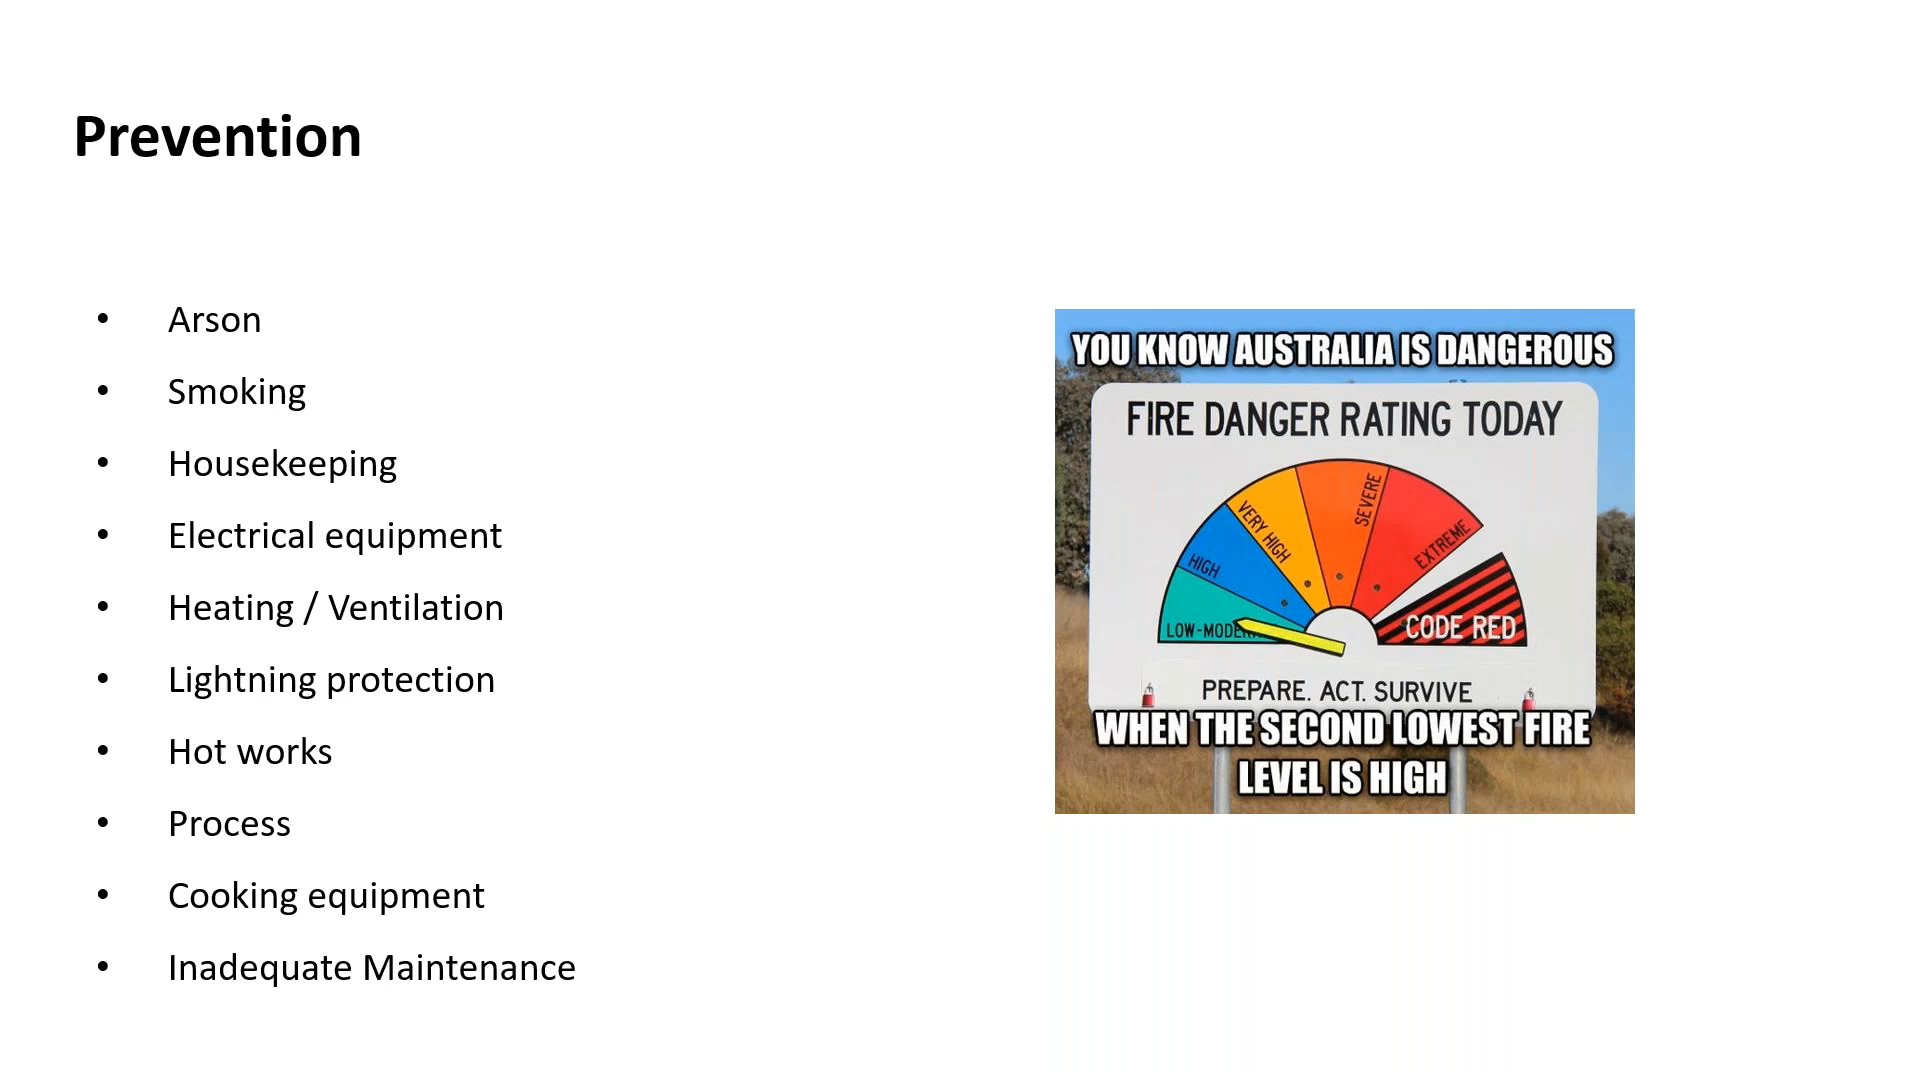 Prevention
• Arson
• Smoking
• Housekeeping
• Electrical equipment
• Heating / Ventilation
• Lightning protection
• Hot works
• Process
• Cooking equipment
• Inadequate Maintenance
YOU KNOW AUSTRALIA IS DANGEROUS
FIRE DANGER RATING TODAY
LOW-MODERA
HIGH
VERY HIGH
SEVERE
EXTREME
CODE RED
PREPARE. ACT. SURVIVE
WHEN THE SECOND LOWEST FIRE
LEVEL IS HIGH